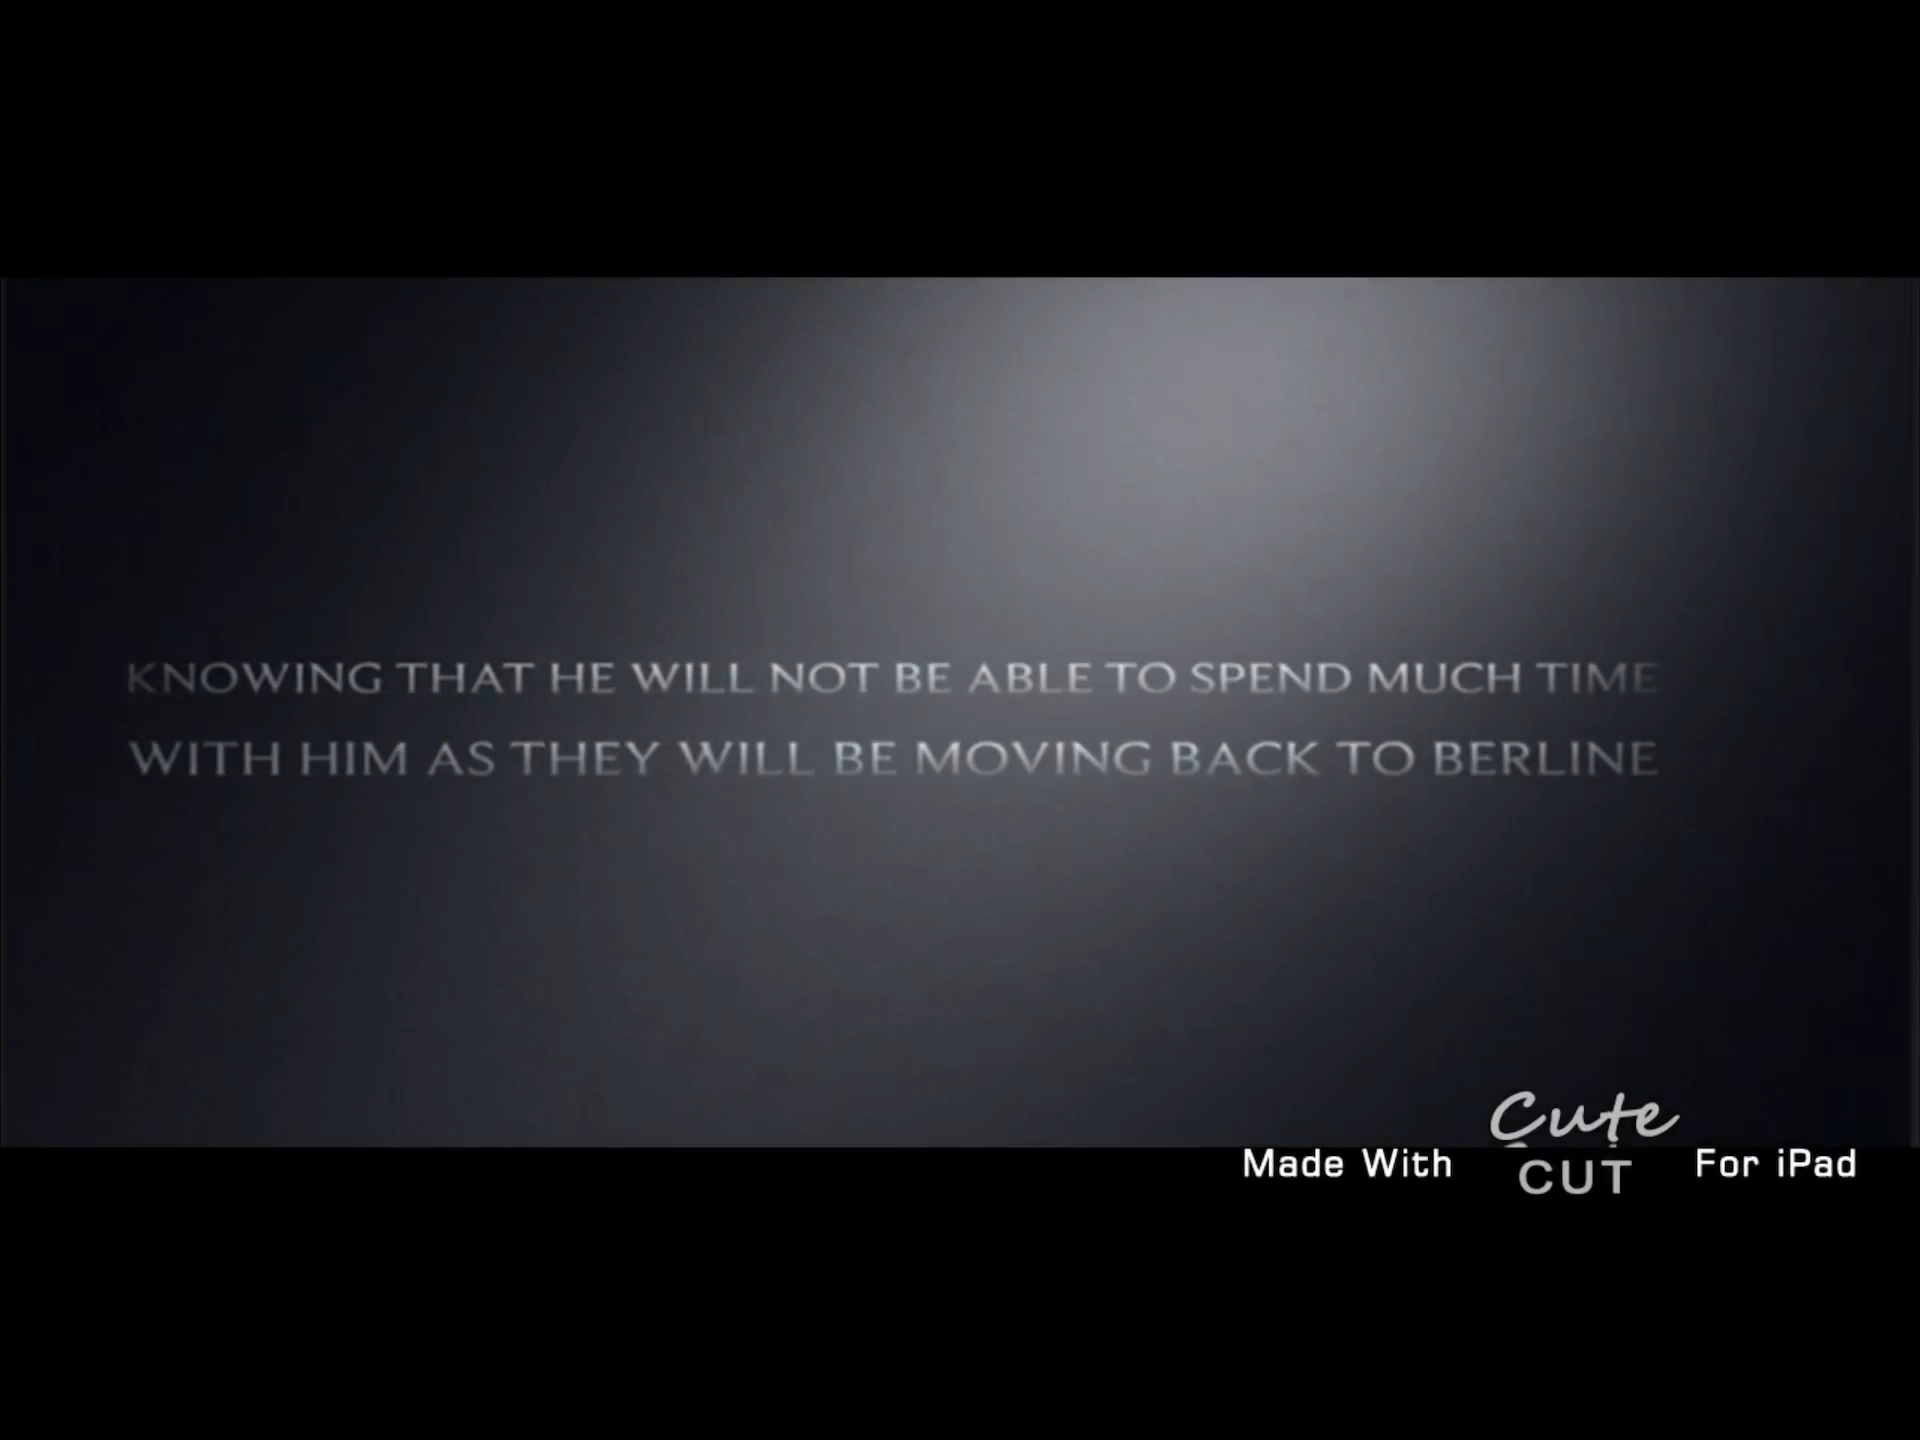 KNOWING THAT HE WILL NOT BE ABLE TO SPEND MUCH TIME
WITH HIM AS THEY WILL BE MOVING BACK TO BERLINE
Made With Cute CUT For iPad